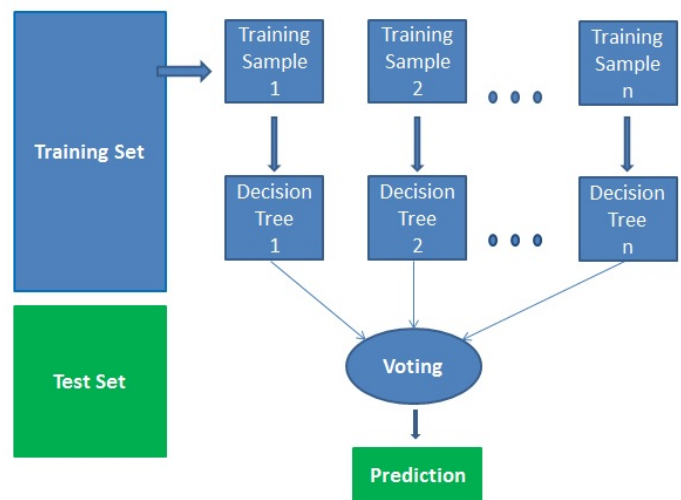 Training Set
Training
Sample
1
Training
Sample
2
Training
Sample
n
Decision
Tree
1
Decision
Tree
2
Decision
Tree
n
Test Set
Voting
Prediction